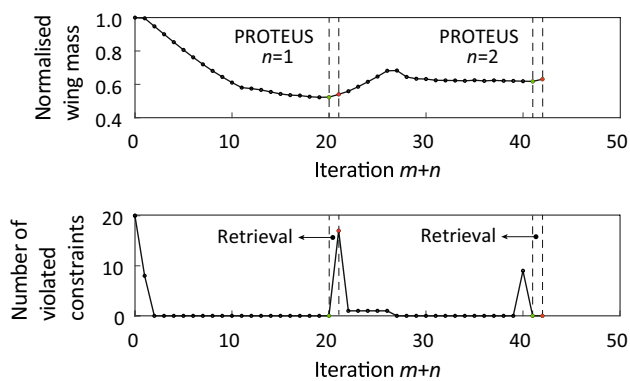 Normalised
wing mass
1.0
0.8
0.6
0.4
PROTEUS
n=1
PROTEUS
n=2
0
10
20
30
40
50
Iteration m+n
Number of
violated
constraints
20
10
0
Retrieval
Retrieval
0
10
20
30
40
50
Iteration m+n